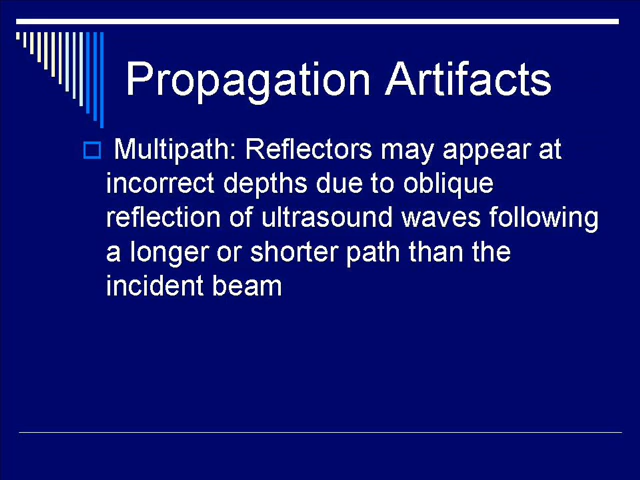 Propagation Artifacts
Multipath: Reflectors may appear at
incorrect depths due to oblique
reflection of ultrasound waves following
a longer or shorter path than the
incident beam